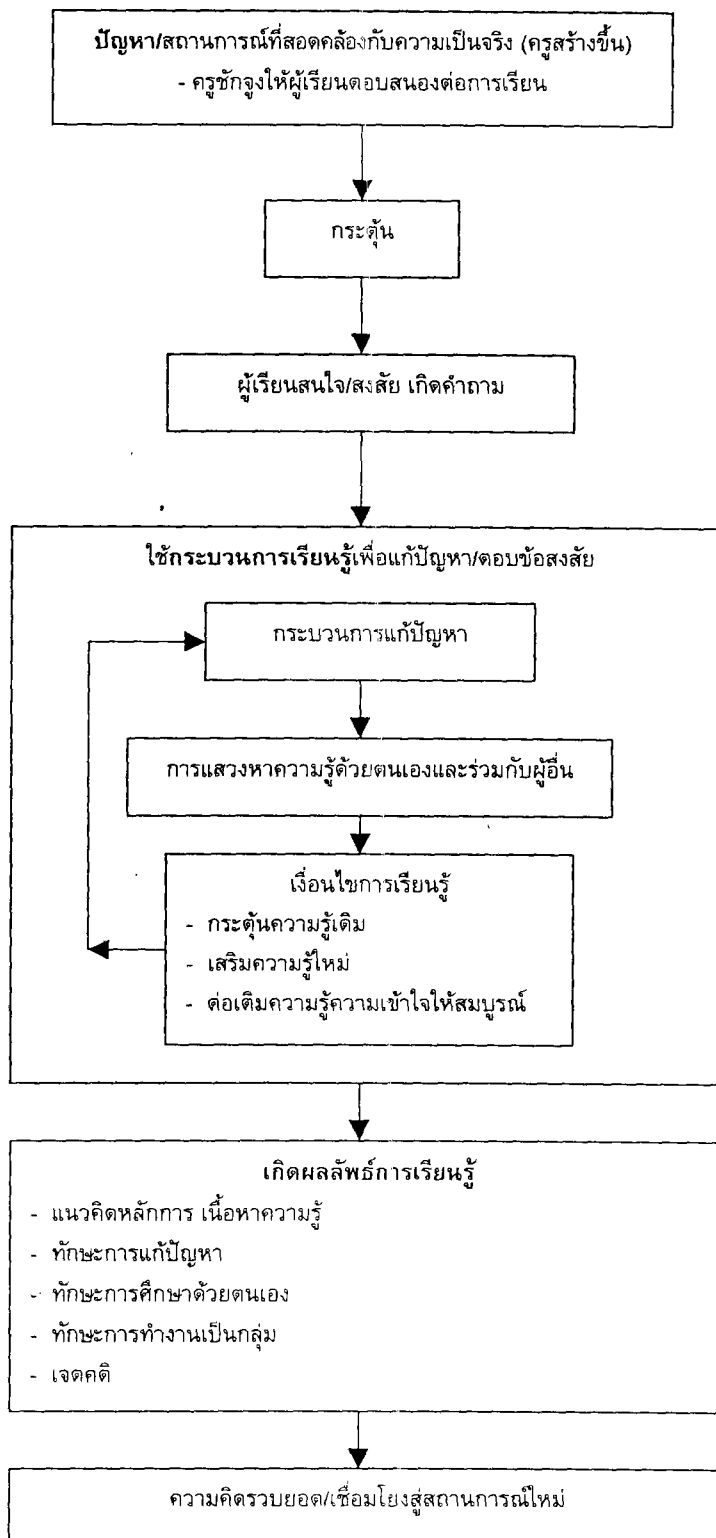 ปัญหา/สถานการณ์ที่สอดคล้องกับความเป็นจริง (ครูสร้างขึ้น)
- ครูชักจูงให้ผู้เรียนตอบสนองต่อการเรียน
กระตุ้น
ผู้เรียนสนใจ/สงสัย เกิดคำถาม
ใช้กระบวนการเรียนรู้เพื่อแก้ปัญหา/ตอบข้อสงสัย
กระบวนการแก้ปัญหา
การแสวงหาความรู้ด้วยตนเองและร่วมกับผู้อื่น
เงื่อนไขการเรียนรู้
- กระตุ้นความรู้เดิม
- เสริมความรู้ใหม่
- ต่อเติมความรู้ความเข้าใจให้สมบูรณ์
เกิดผลลัพธ์การเรียนรู้
- แนวคิดหลักการ เนื้อหาความรู้
- ทักษะการแก้ปัญหา
- ทักษะการศึกษาด้วยตนเอง
- ทักษะการทำงานเป็นกลุ่ม
- เจตคติ
ความคิดรวบยอด/เชื่อมโยงสู่สถานการณ์ใหม่